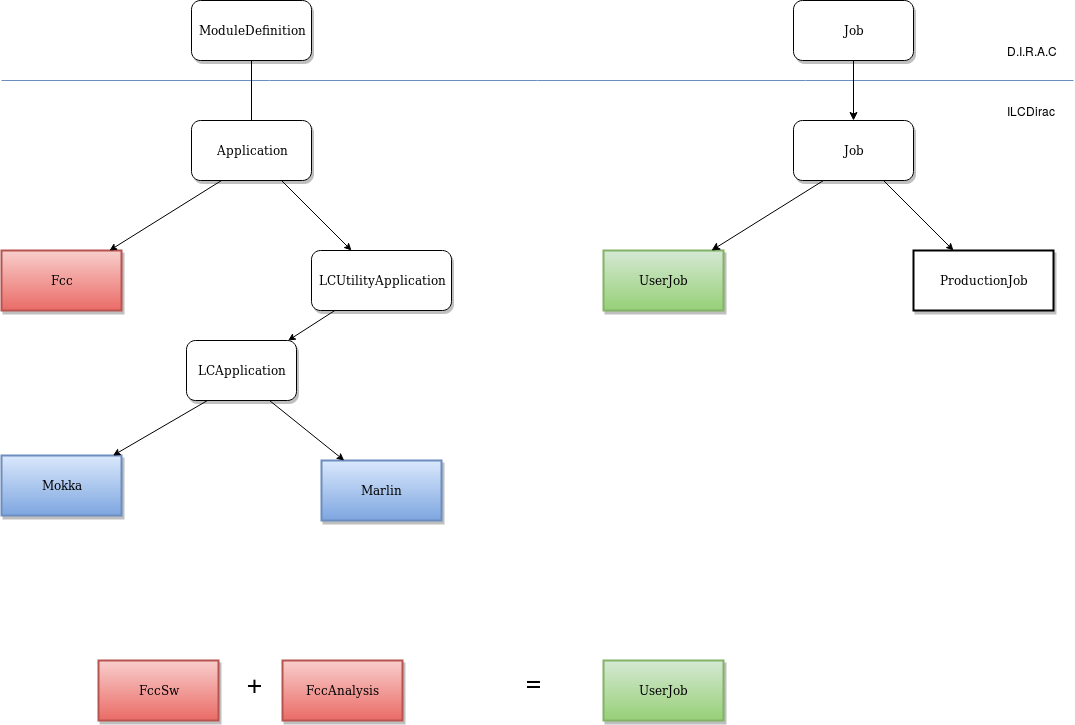 ModuleDefinition
Job
D.I.R.A.C
ILCDirac
Application
Job
Fcc
LCUtilityApplication
UserJob
ProductionJob
LCApplication
Mokka
Marlin
FccSw
+
FccAnalysis
=
UserJob